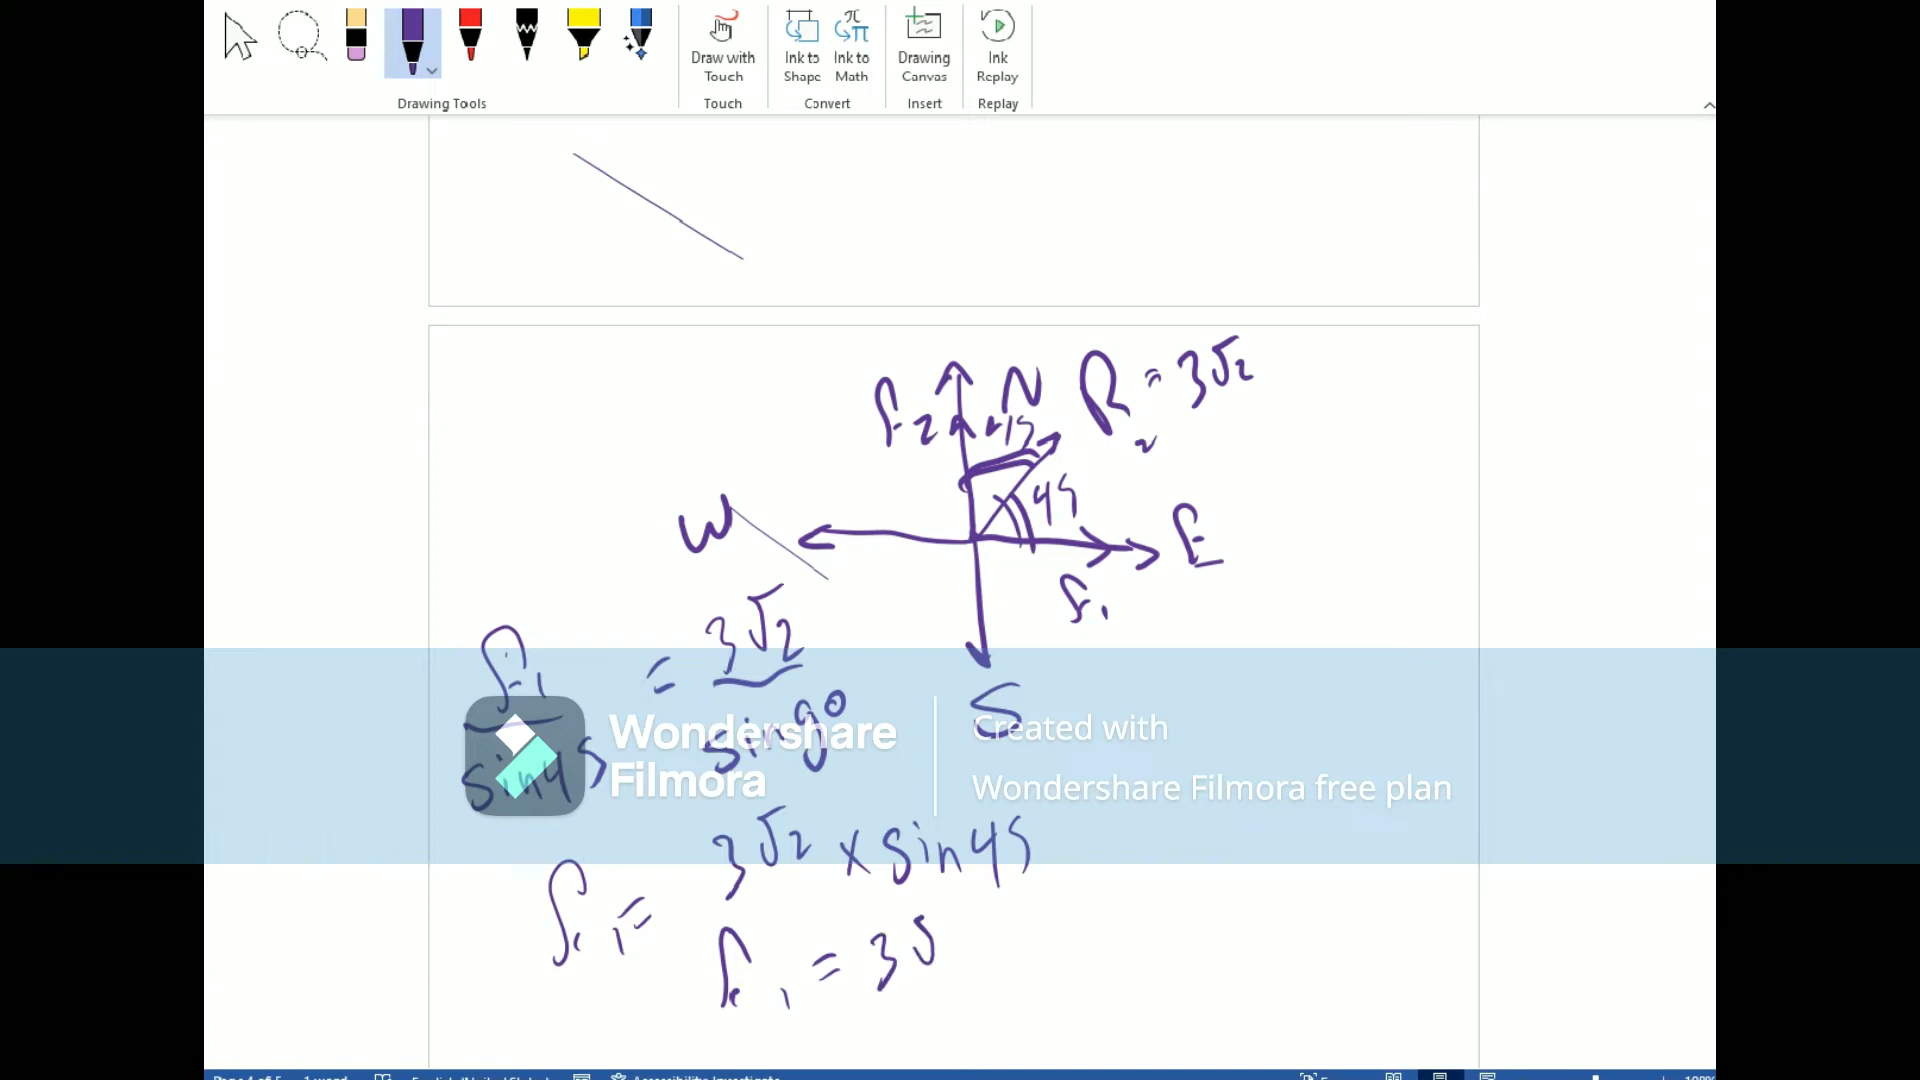 Draw with Touch
Ink to Shape
Ink to Math
Drawing Canvas
Ink Replay
Drawing Tools
Touch
Convert
Insert
Replay
F2 N R = 3√2
45
45
W E
F1
S
F1 / sin45 = 3√2 / sin90
F1 = 3√2 × sin45
F1 = 3
Wondershare
Filmora
Created with
Wondershare Filmora free plan